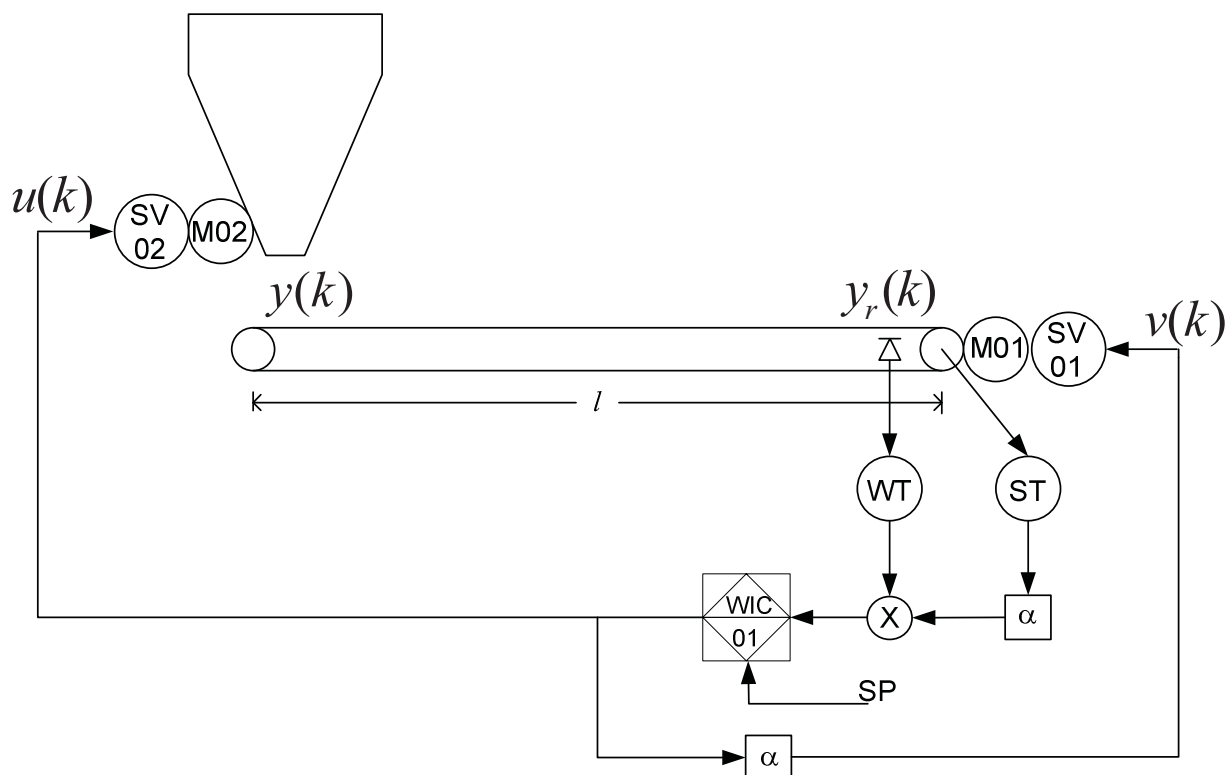 u(k)
SV
02
M02
y(k)
y_r(k)
M01
SV
01
v(k)
l
WT
ST
WIC
01
X
α
SP
α